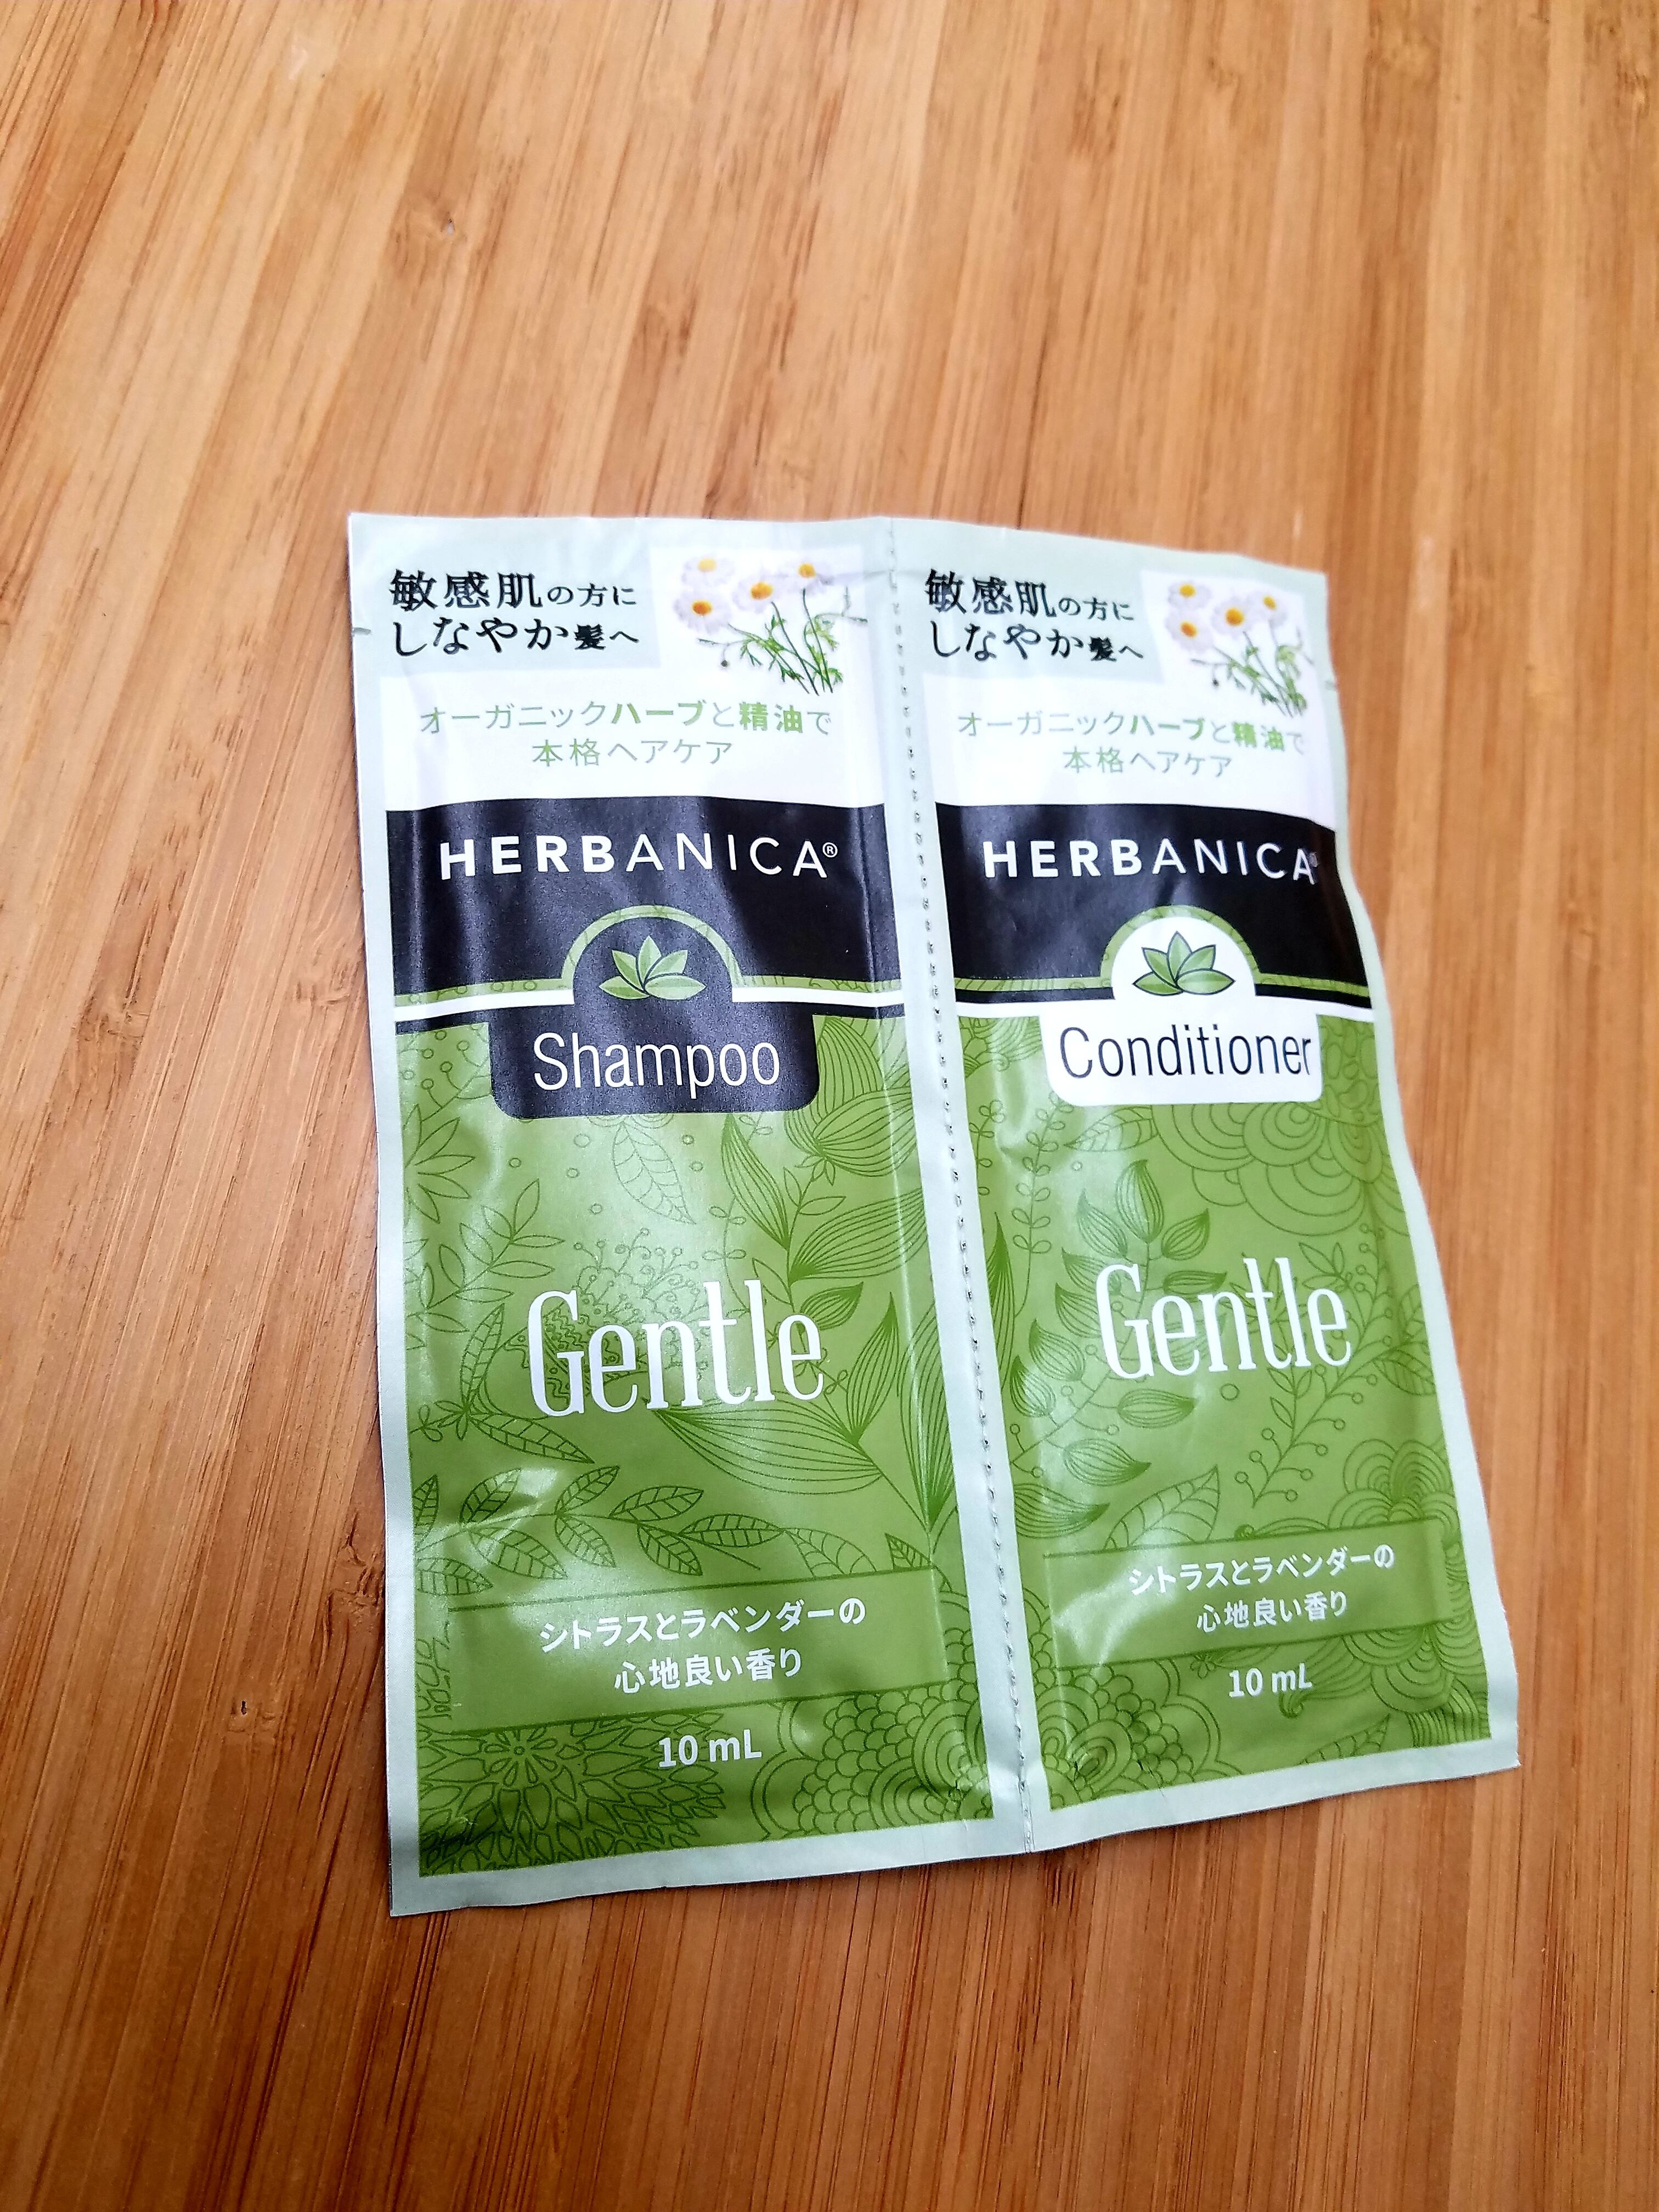 敏感肌の方に
しなやか髪へ
オーガニックハーブと精油で
本格ヘアケア
HERBANICA®
Shampoo
Gentle
シトラスとラベンダーの
心地良い香り
10 mL
敏感肌の方に
しなやか髪へ
オーガニックハーブと精油で
本格ヘアケア
HERBANICA®
Conditioner
Gentle
シトラスとラベンダーの
心地良い香り
10 mL